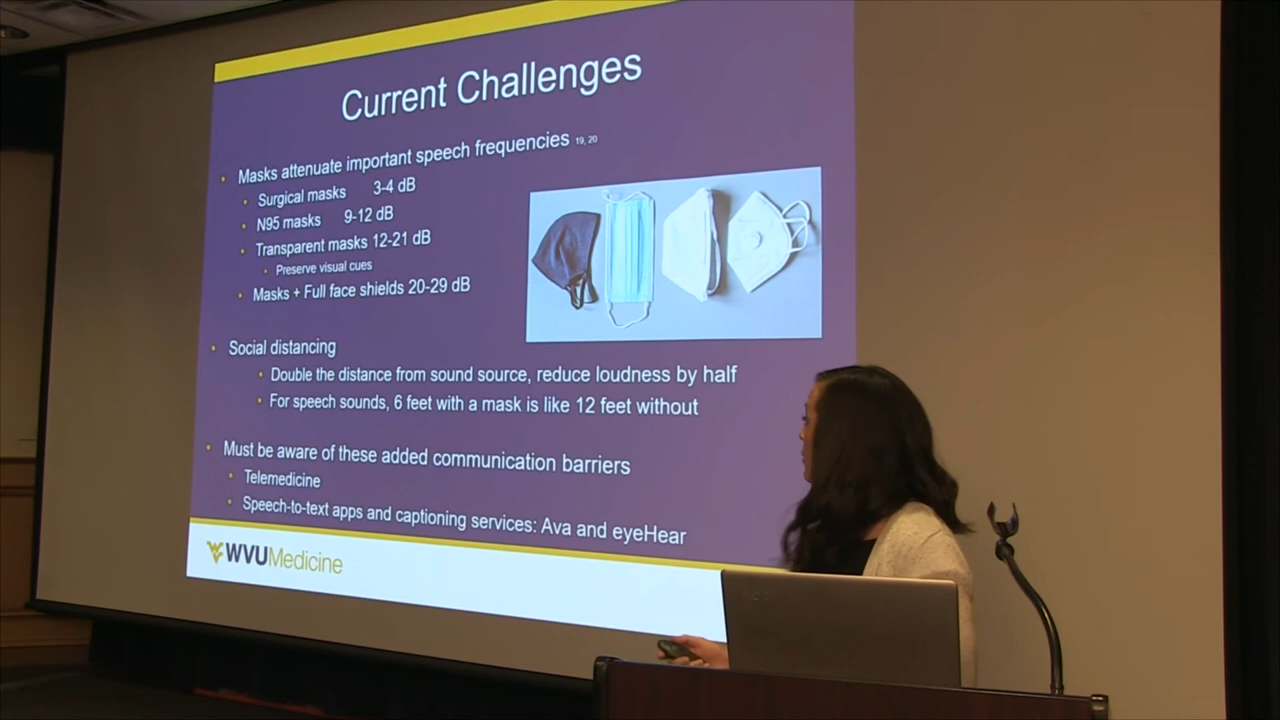 Current Challenges
• Masks attenuate important speech frequencies 19, 20
• Surgical masks 3-4 dB
• N95 masks 9-12 dB
• Transparent masks 12-21 dB
• Preserve visual cues
• Masks + Full face shields 20-29 dB
• Social distancing
• Double the distance from sound source, reduce loudness by half
• For speech sounds, 6 feet with a mask is like 12 feet without
• Must be aware of these added communication barriers
• Telemedicine
• Speech-to-text apps and captioning services: Ava and eyeHear
WVUMedicine